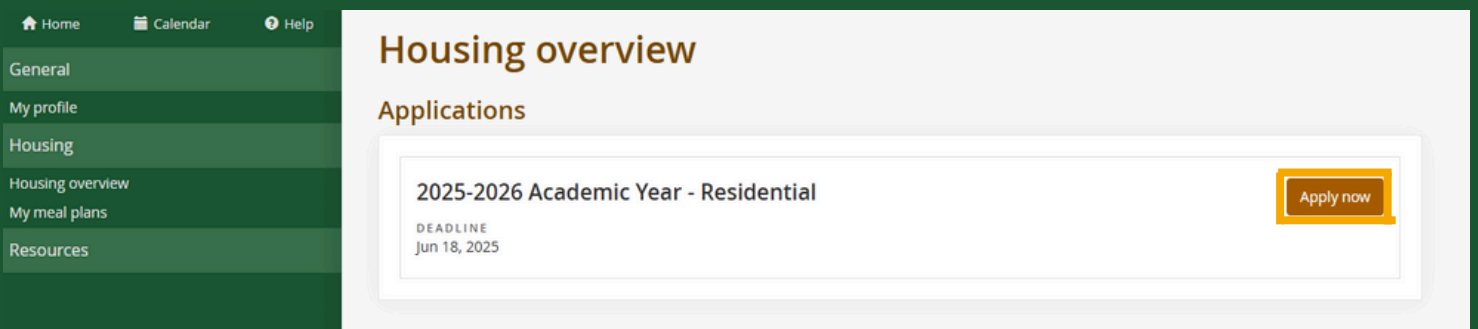 Home Calendar Help
General
My profile
Housing
Housing overview
My meal plans
Resources
Housing overview
Applications
2025-2026 Academic Year - Residential
Apply now
DEADLINE
Jun 18, 2025